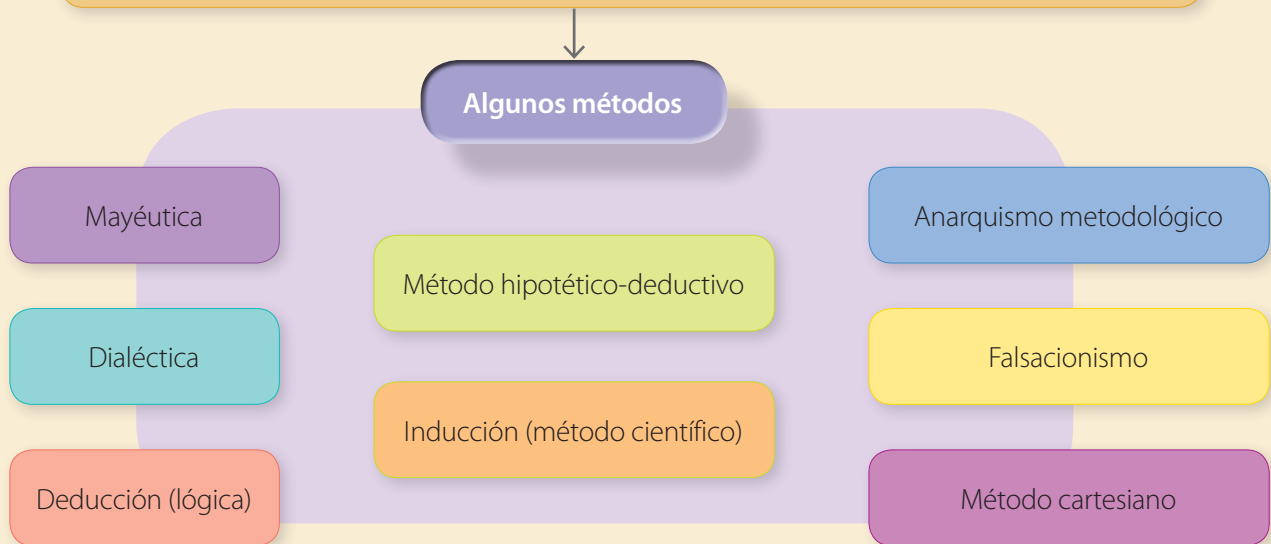 Algunos métodos
Mayéutica
Anarquismo metodológico
Método hipotético-deductivo
Dialéctica
Falsacionismo
Inducción (método científico)
Deducción (lógica)
Método cartesiano